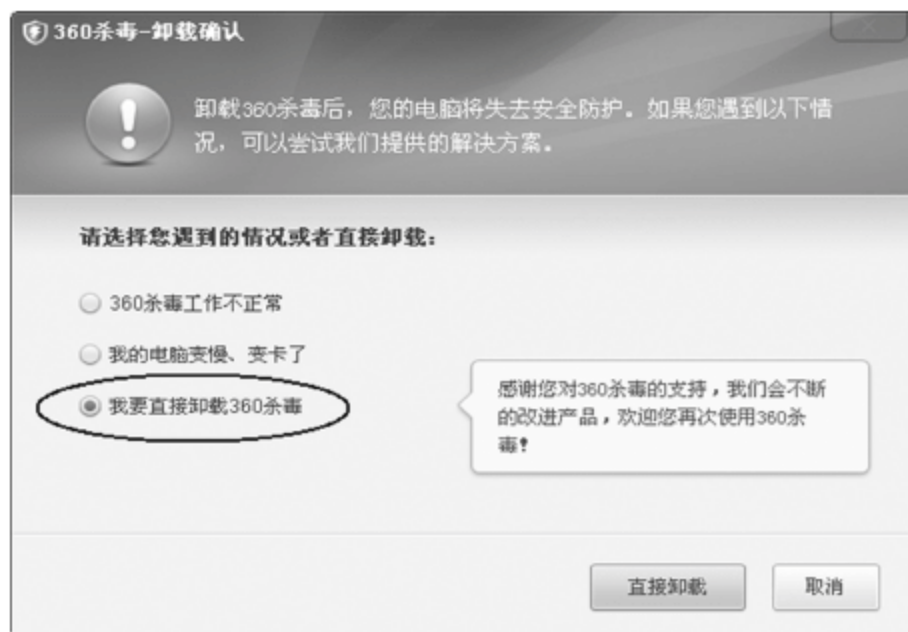 360杀毒-卸载确认
卸载360杀毒后，您的电脑将失去安全防护。如果您遇到以下情
况，可以尝试我们提供的解决方案。
请选择您遇到的情况或者直接卸载：
360杀毒工作不正常
我的电脑变慢、变卡了
我要直接卸载360杀毒
感谢您对360杀毒的支持，我们会不断
的改进产品，欢迎您再次使用360杀
毒！
直接卸载
取消